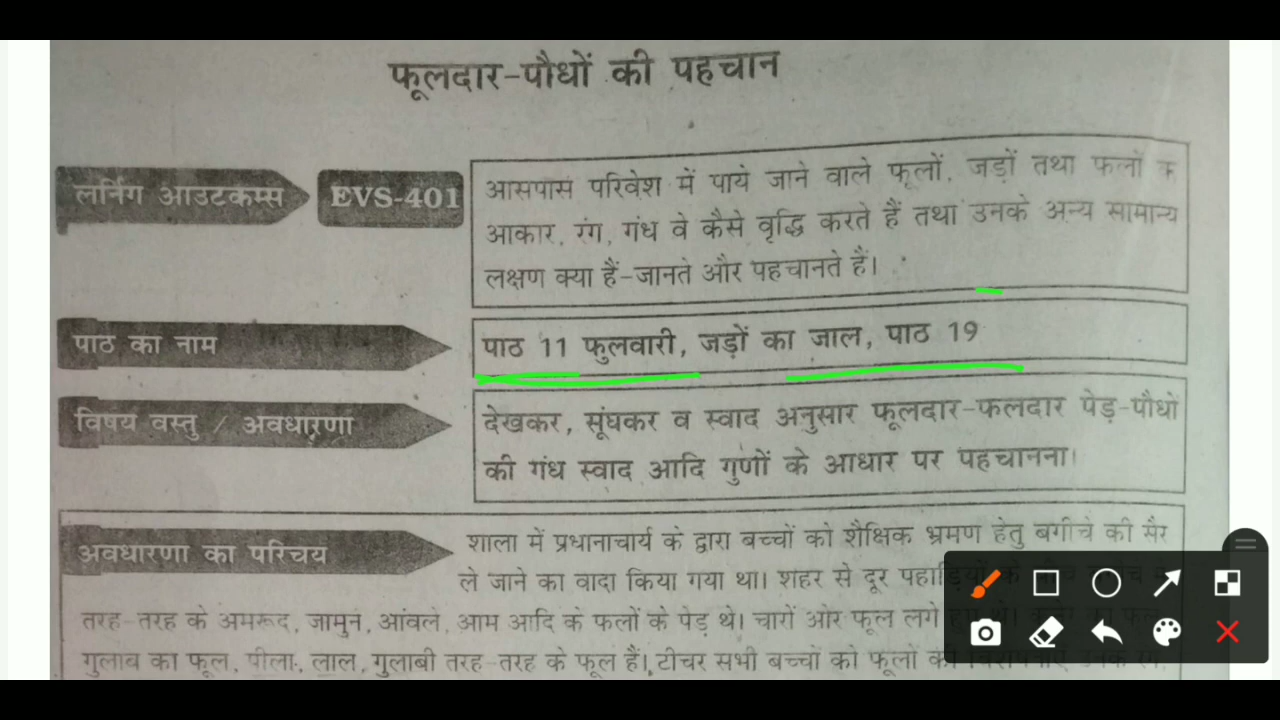 फूलदार-पौधों की पहचान
लर्निंग आउटकम्स
EVS-401
आसपास परिवेश में पाये जाने वाले फूलों, जड़ों तथा फलों
आकार, रंग, गंध वे कैसे वृद्धि करते हैं तथा उनके अन्य सामान्य
लक्षण क्या हैं-जानते और पहचानते हैं।
पाठ का नाम
पाठ 11 फुलवारी, जड़ों का जाल, पाठ 19
विषय वस्तु / अवधारणा
देखकर, सूंघकर व स्वाद अनुसार फूलदार-फलदार पेड़-पौधों
की गंध स्वाद आदि गुणों के आधार पर पहचानना।
अवधारणा का परिचय
शाला में प्रधानाचार्य के द्वारा बच्चों को शैक्षिक भ्रमण हेतु बगीचे की सैर
ले जाने का वादा किया गया था। शहर से दूर
तरह-तरह के अमरूद, जामुन, आंवले, आम आदि के फलों के पेड़ थे। चारों ओर फूल लगे
गुलाब का फूल, पीला, लाल, गुलाबी तरह-तरह के फूल हैं। टीचर सभी बच्चों को फूलों